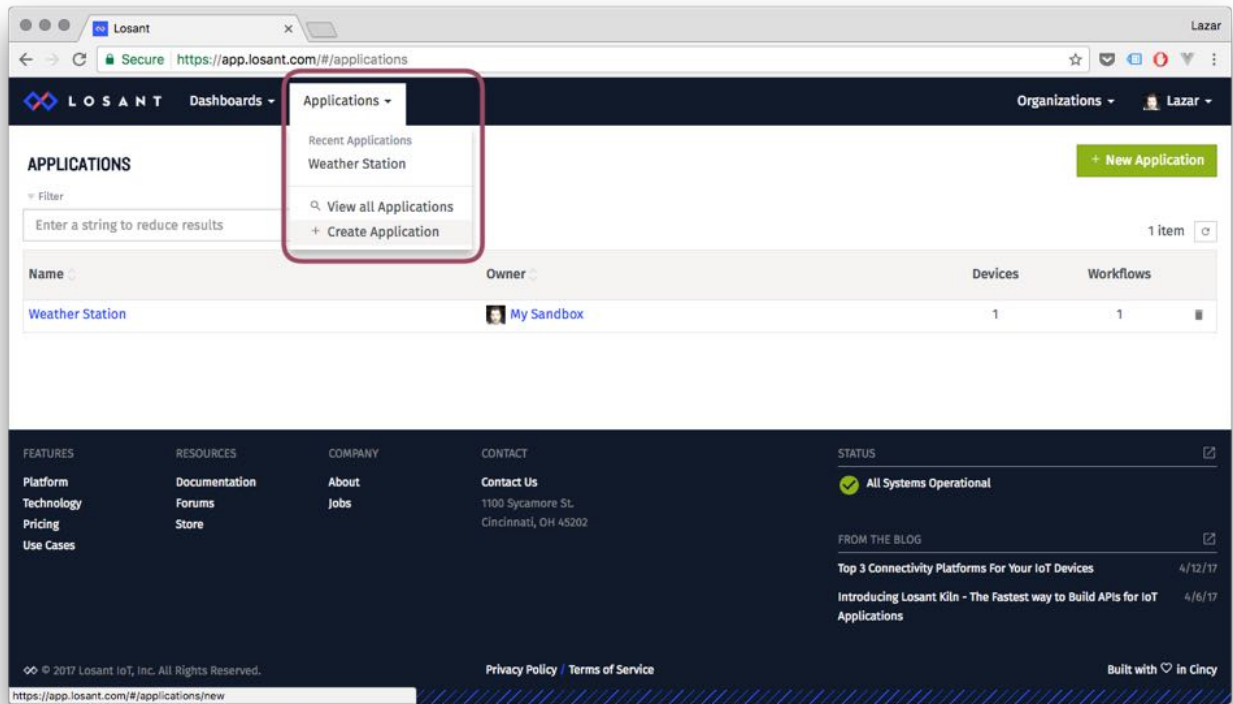 Losant
Lazar
Secure https://app.losant.com/#/applications
LOSANT Dashboards Applications Organizations Lazar
Recent Applications
Weather Station
View all Applications
+ Create Application
APPLICATIONS
+ New Application
Filter
Enter a string to reduce results
1 item
Name Owner Devices Workflows
Weather Station My Sandbox 1 1
FEATURES
Platform
Technology
Pricing
Use Cases
RESOURCES
Documentation
Forums
Store
COMPANY
About
Jobs
CONTACT
Contact Us
1100 Sycamore St.
Cincinnati, OH 45202
STATUS
All Systems Operational
FROM THE BLOG
Top 3 Connectivity Platforms For Your IoT Devices 4/12/17
Introducing Losant Kiln - The Fastest way to Build APIs for IoT 4/6/17
Applications
© 2017 Losant IoT, Inc. All Rights Reserved.
Privacy Policy / Terms of Service
Built with ♡ in Cincy
https://app.losant.com/#/applications/new